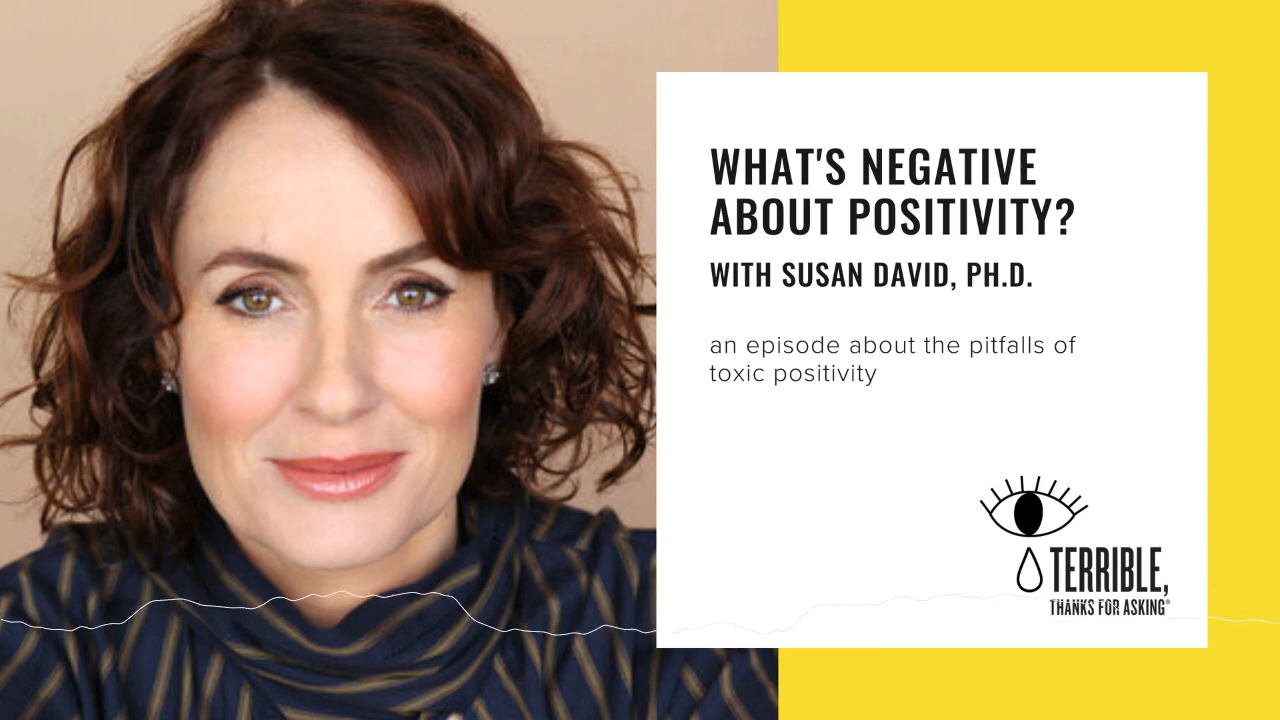 WHAT'S NEGATIVE
ABOUT POSITIVITY?
WITH SUSAN DAVID, PH.D.
an episode about the pitfalls of
toxic positivity
TERRIBLE,
THANKS FOR ASKING®